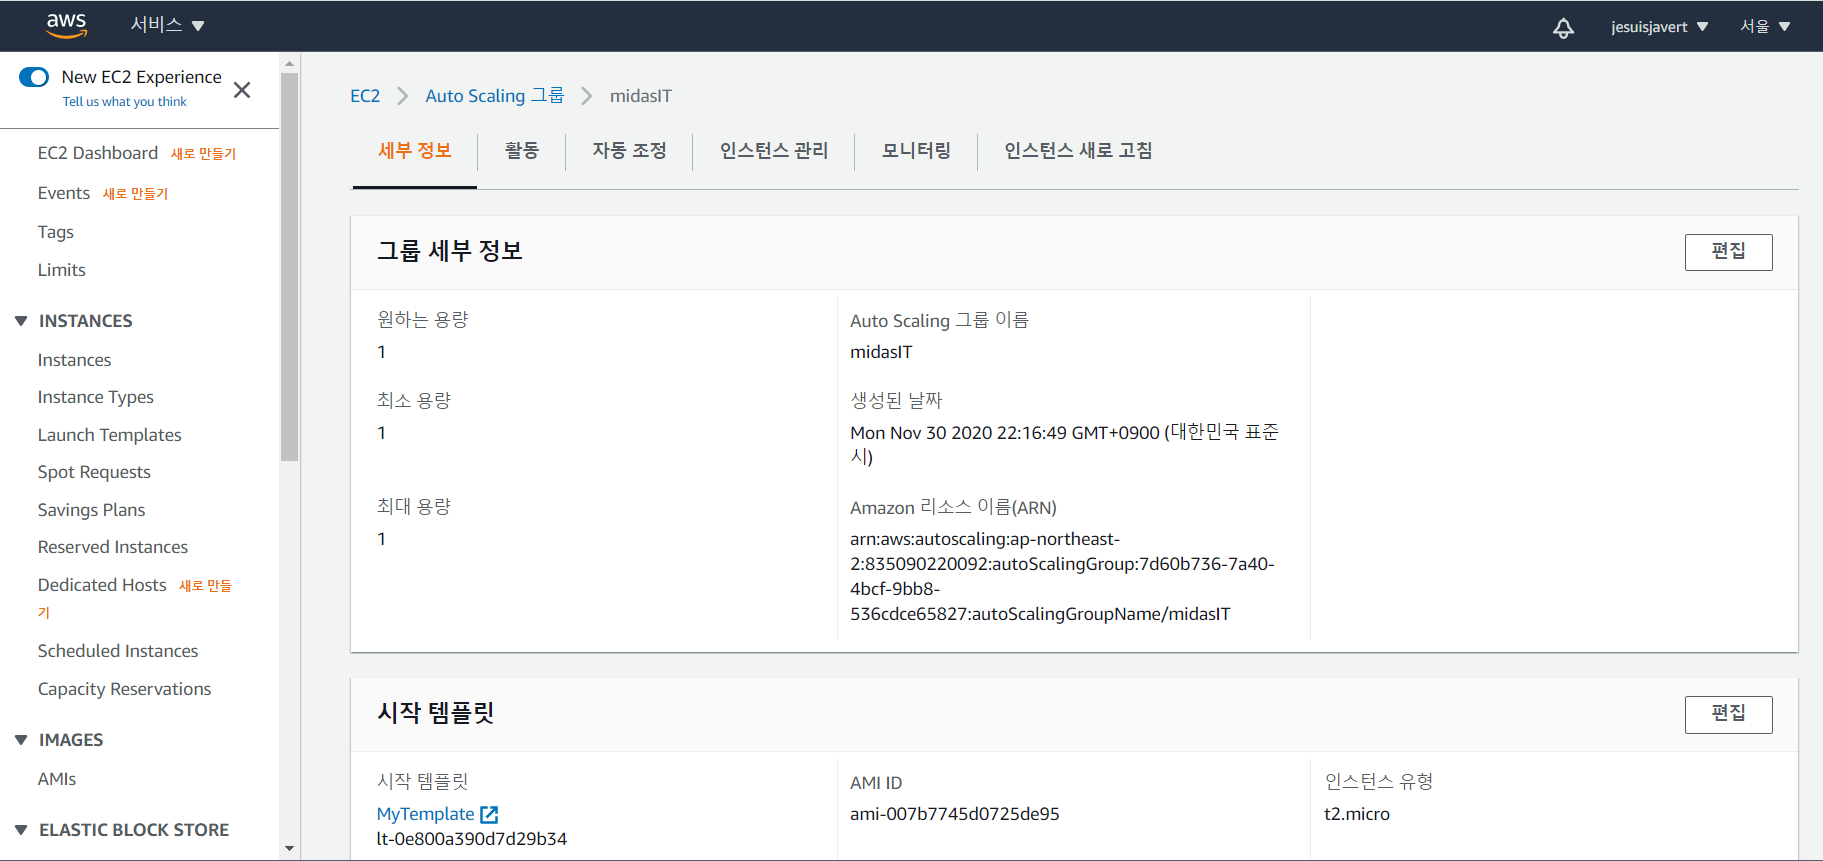 aws 서비스 jesuisjavert 서울
New EC2 Experience
Tell us what you think
EC2 Dashboard 새로 만들기
Events 새로 만들기
Tags
Limits
INSTANCES
Instances
Instance Types
Launch Templates
Spot Requests
Savings Plans
Reserved Instances
Dedicated Hosts 새로 만들
기
Scheduled Instances
Capacity Reservations
IMAGES
AMIs
ELASTIC BLOCK STORE
EC2 Auto Scaling 그룹 midasIT
세부 정보 활동 자동 조정 인스턴스 관리 모니터링 인스턴스 새로 고침
그룹 세부 정보 편집
원하는 용량
1
최소 용량
1
최대 용량
1
Auto Scaling 그룹 이름
midasIT
생성된 날짜
Mon Nov 30 2020 22:16:49 GMT+0900 (대한민국 표준
시)
Amazon 리소스 이름(ARN)
arn:aws:autoscaling:ap-northeast-
2:835090220092:autoScalingGroup:7d60b736-7a40-
4bcf-9bb8-
536cdce65827:autoScalingGroupName/midasIT
시작 템플릿 편집
시작 템플릿
MyTemplate
lt-0e800a390d7d29b34
AMI ID
ami-007b7745d0725de95
인스턴스 유형
t2.micro